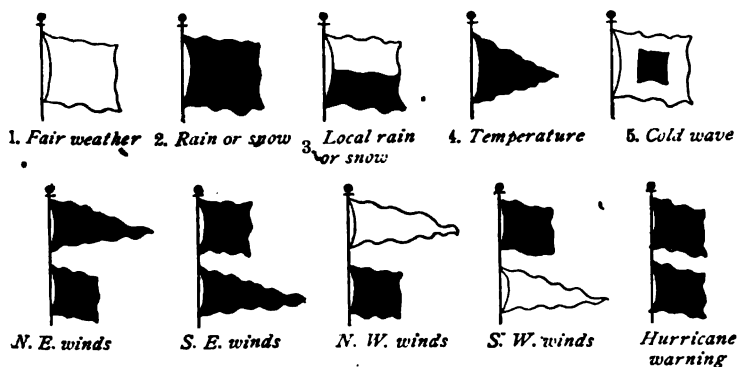 1. Fair weather
2. Rain or snow
3. Local rain
or snow
4. Temperature
5. Cold wave
N. E. winds
S. E. winds
N. W. winds
S. W. winds
Hurricane
warning